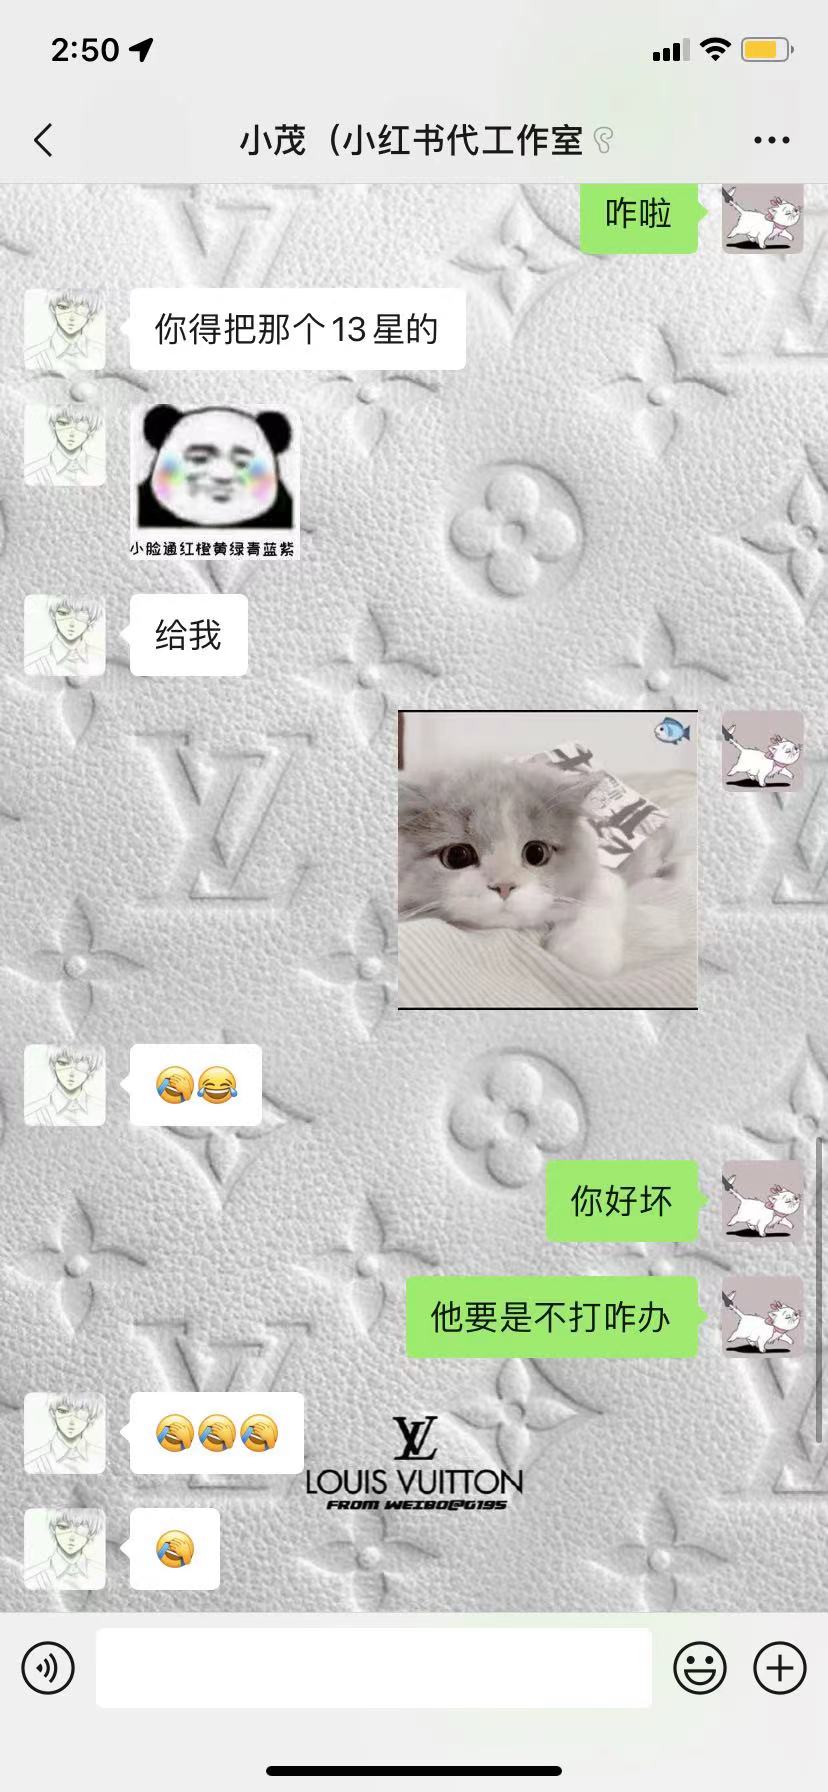 2:50
小茂（小红书代工作室
咋啦
你得把那个13星的
小脸通红橙黄绿青蓝紫
给我
🤦😂
你好坏
他要是不打咋办
🤦🤦🤦
LV
LOUIS VUITTON
FROM WEIBO@G195
🤦